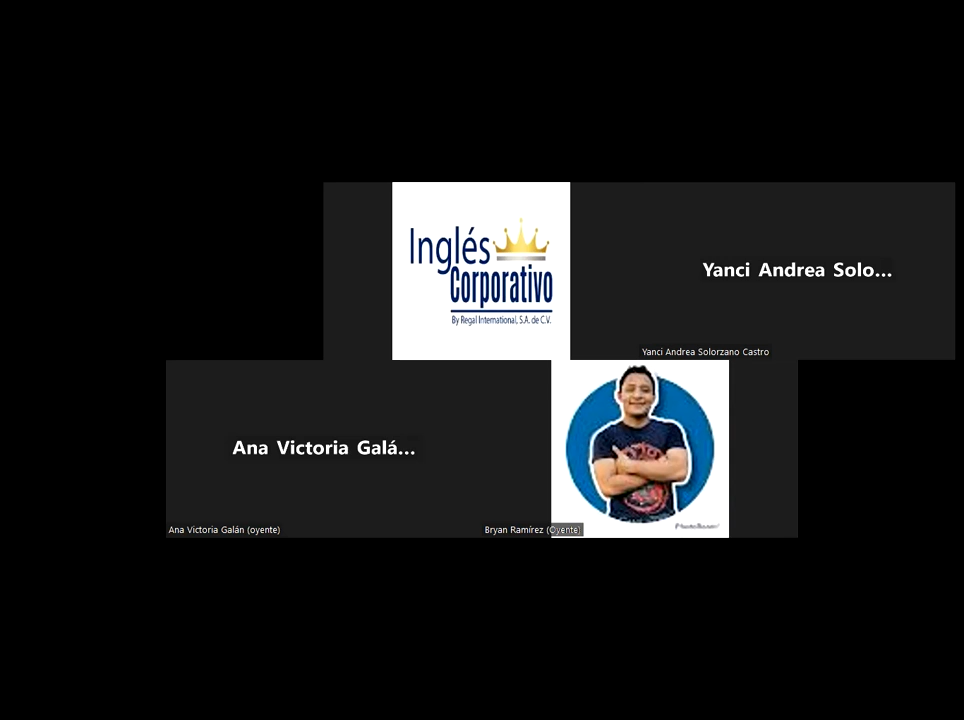 Inglés
Corporativo
By Regal International, S.A. de C.V.
Yanci Andrea Solo...
Yanci Andrea Solorzano Castro
Ana Victoria Galá...
Ana Victoria Galán (oyente)
Bryan Ramírez (Oyente)
PhotoRoom